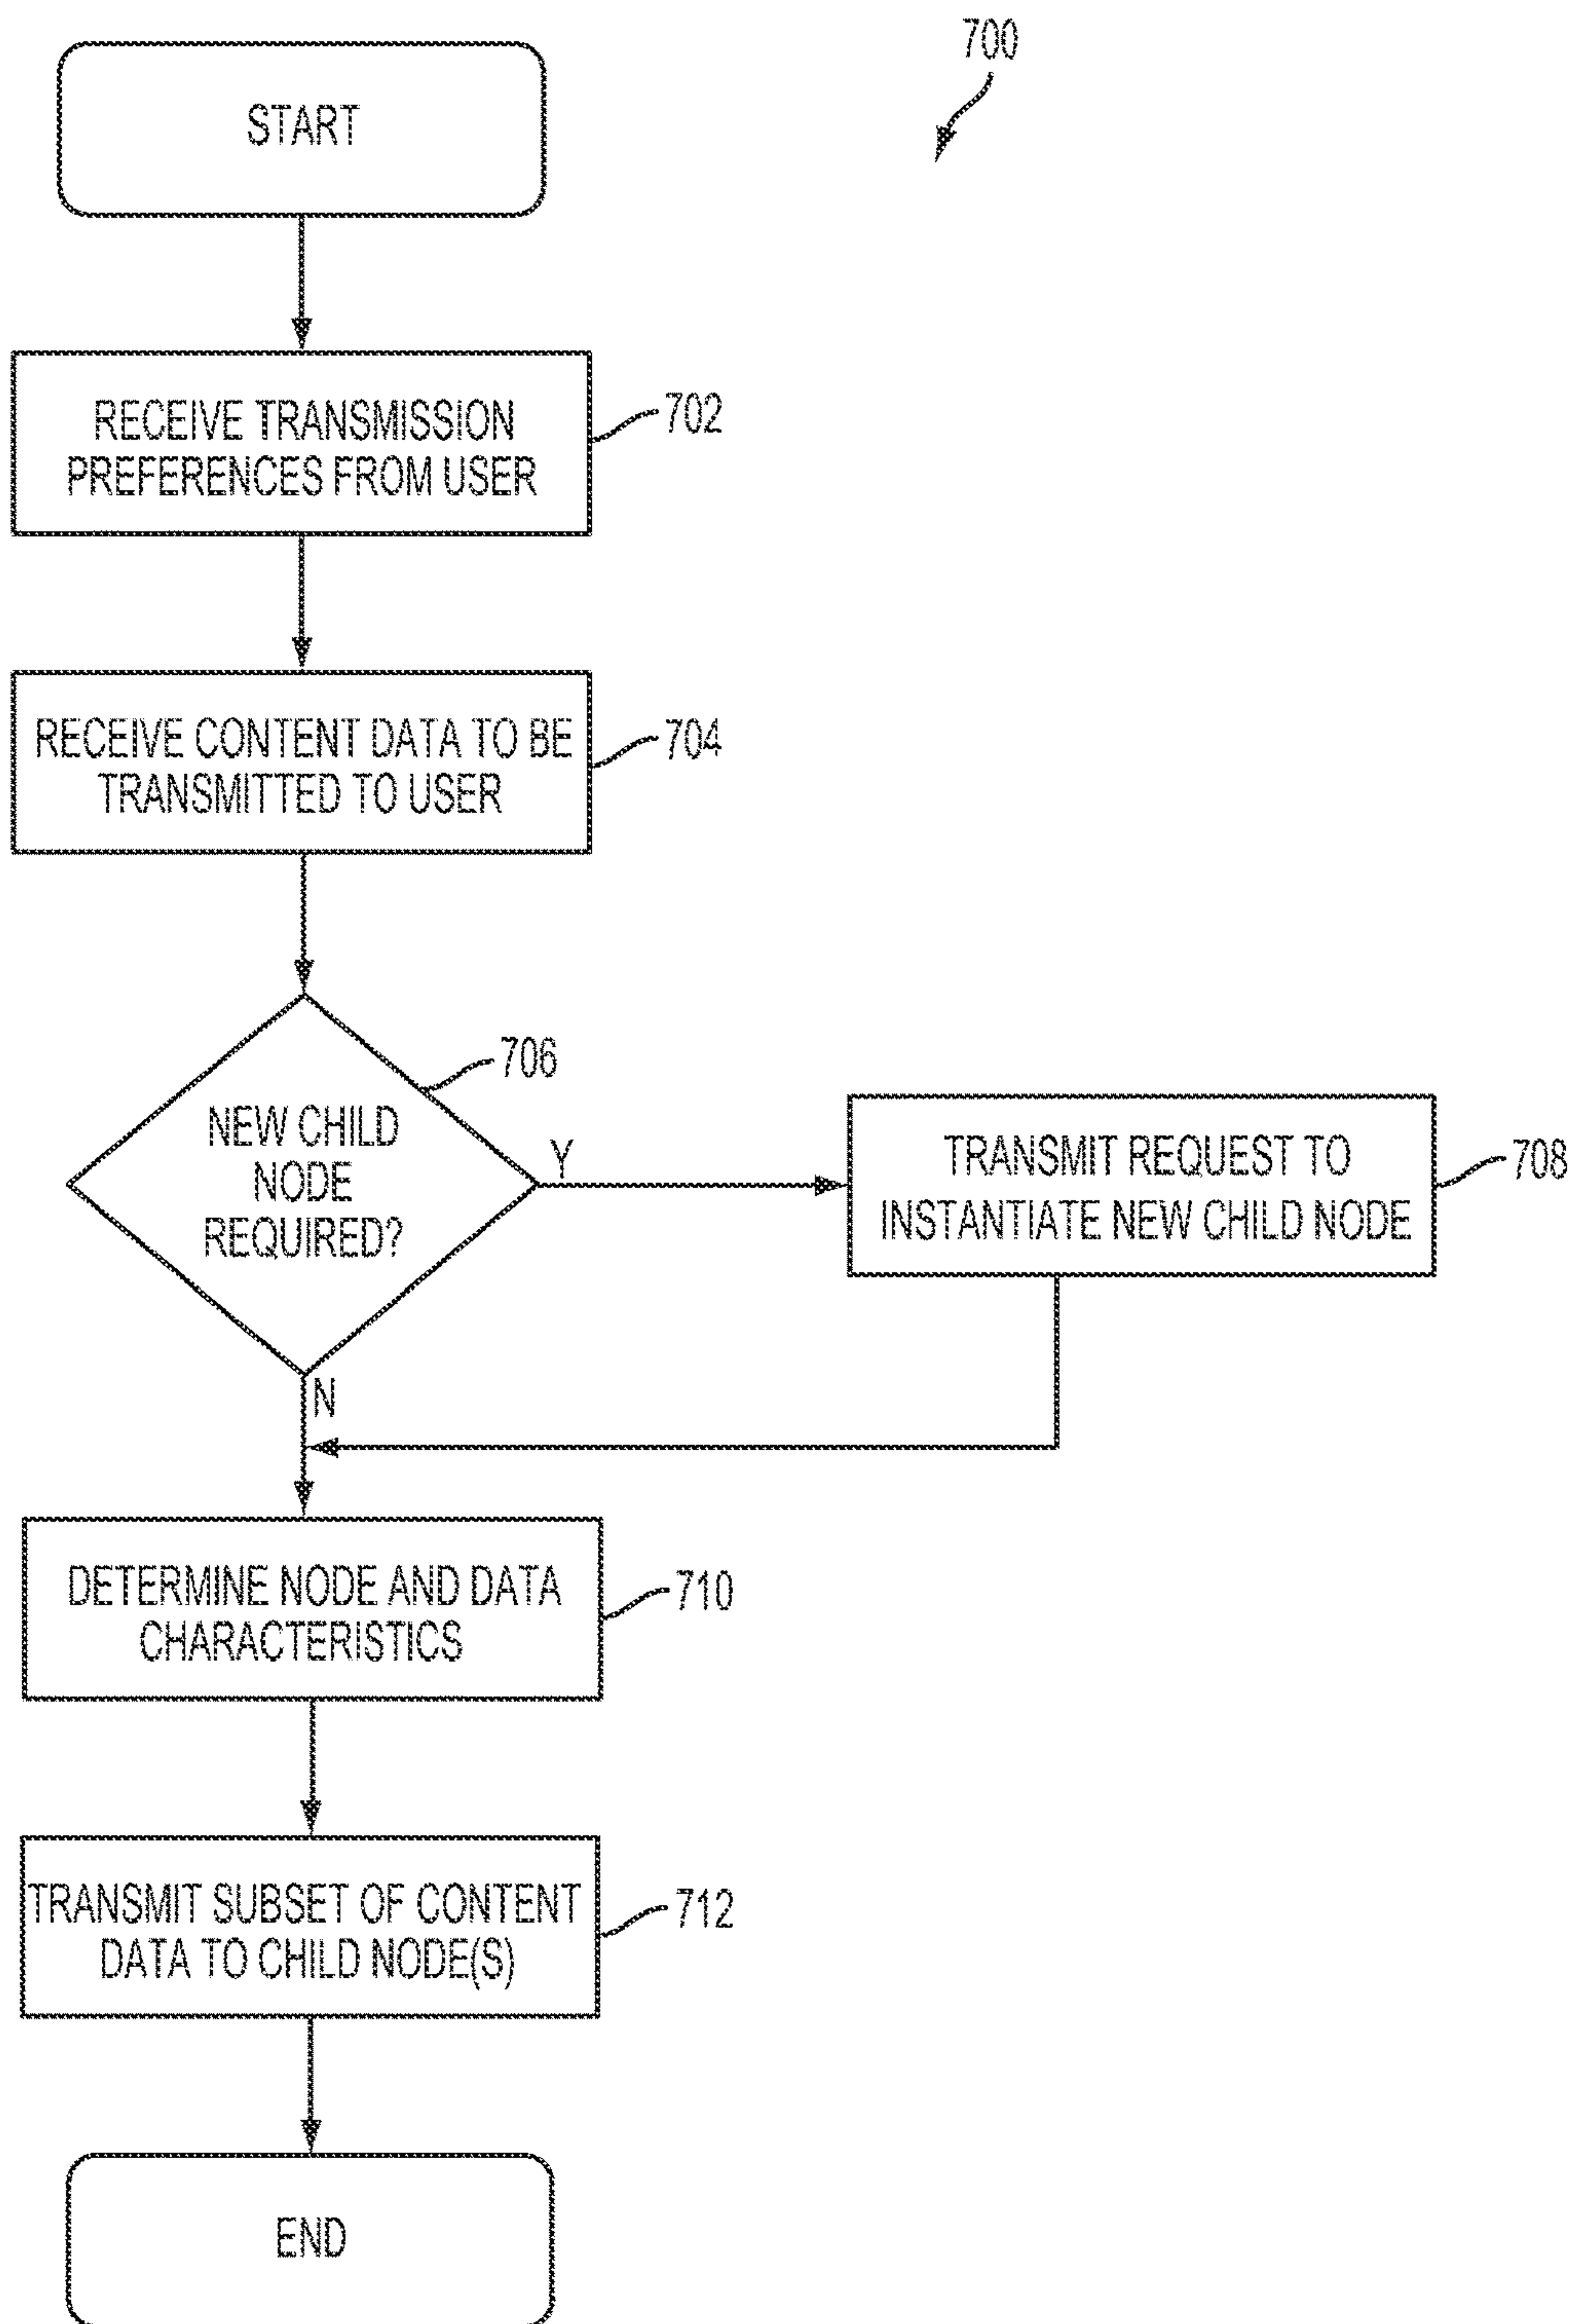 700
START
RECEIVE TRANSMISSION
PREFERENCES FROM USER
702
RECEIVE CONTENT DATA TO BE
TRANSMITTED TO USER
704
706
NEW CHILD
NODE
REQUIRED?
Y
TRANSMIT REQUEST TO
INSTANTIATE NEW CHILD NODE
708
N
DETERMINE NODE AND DATA
CHARACTERISTICS
710
TRANSMIT SUBSET OF CONTENT
DATA TO CHILD NODE(S)
712
END